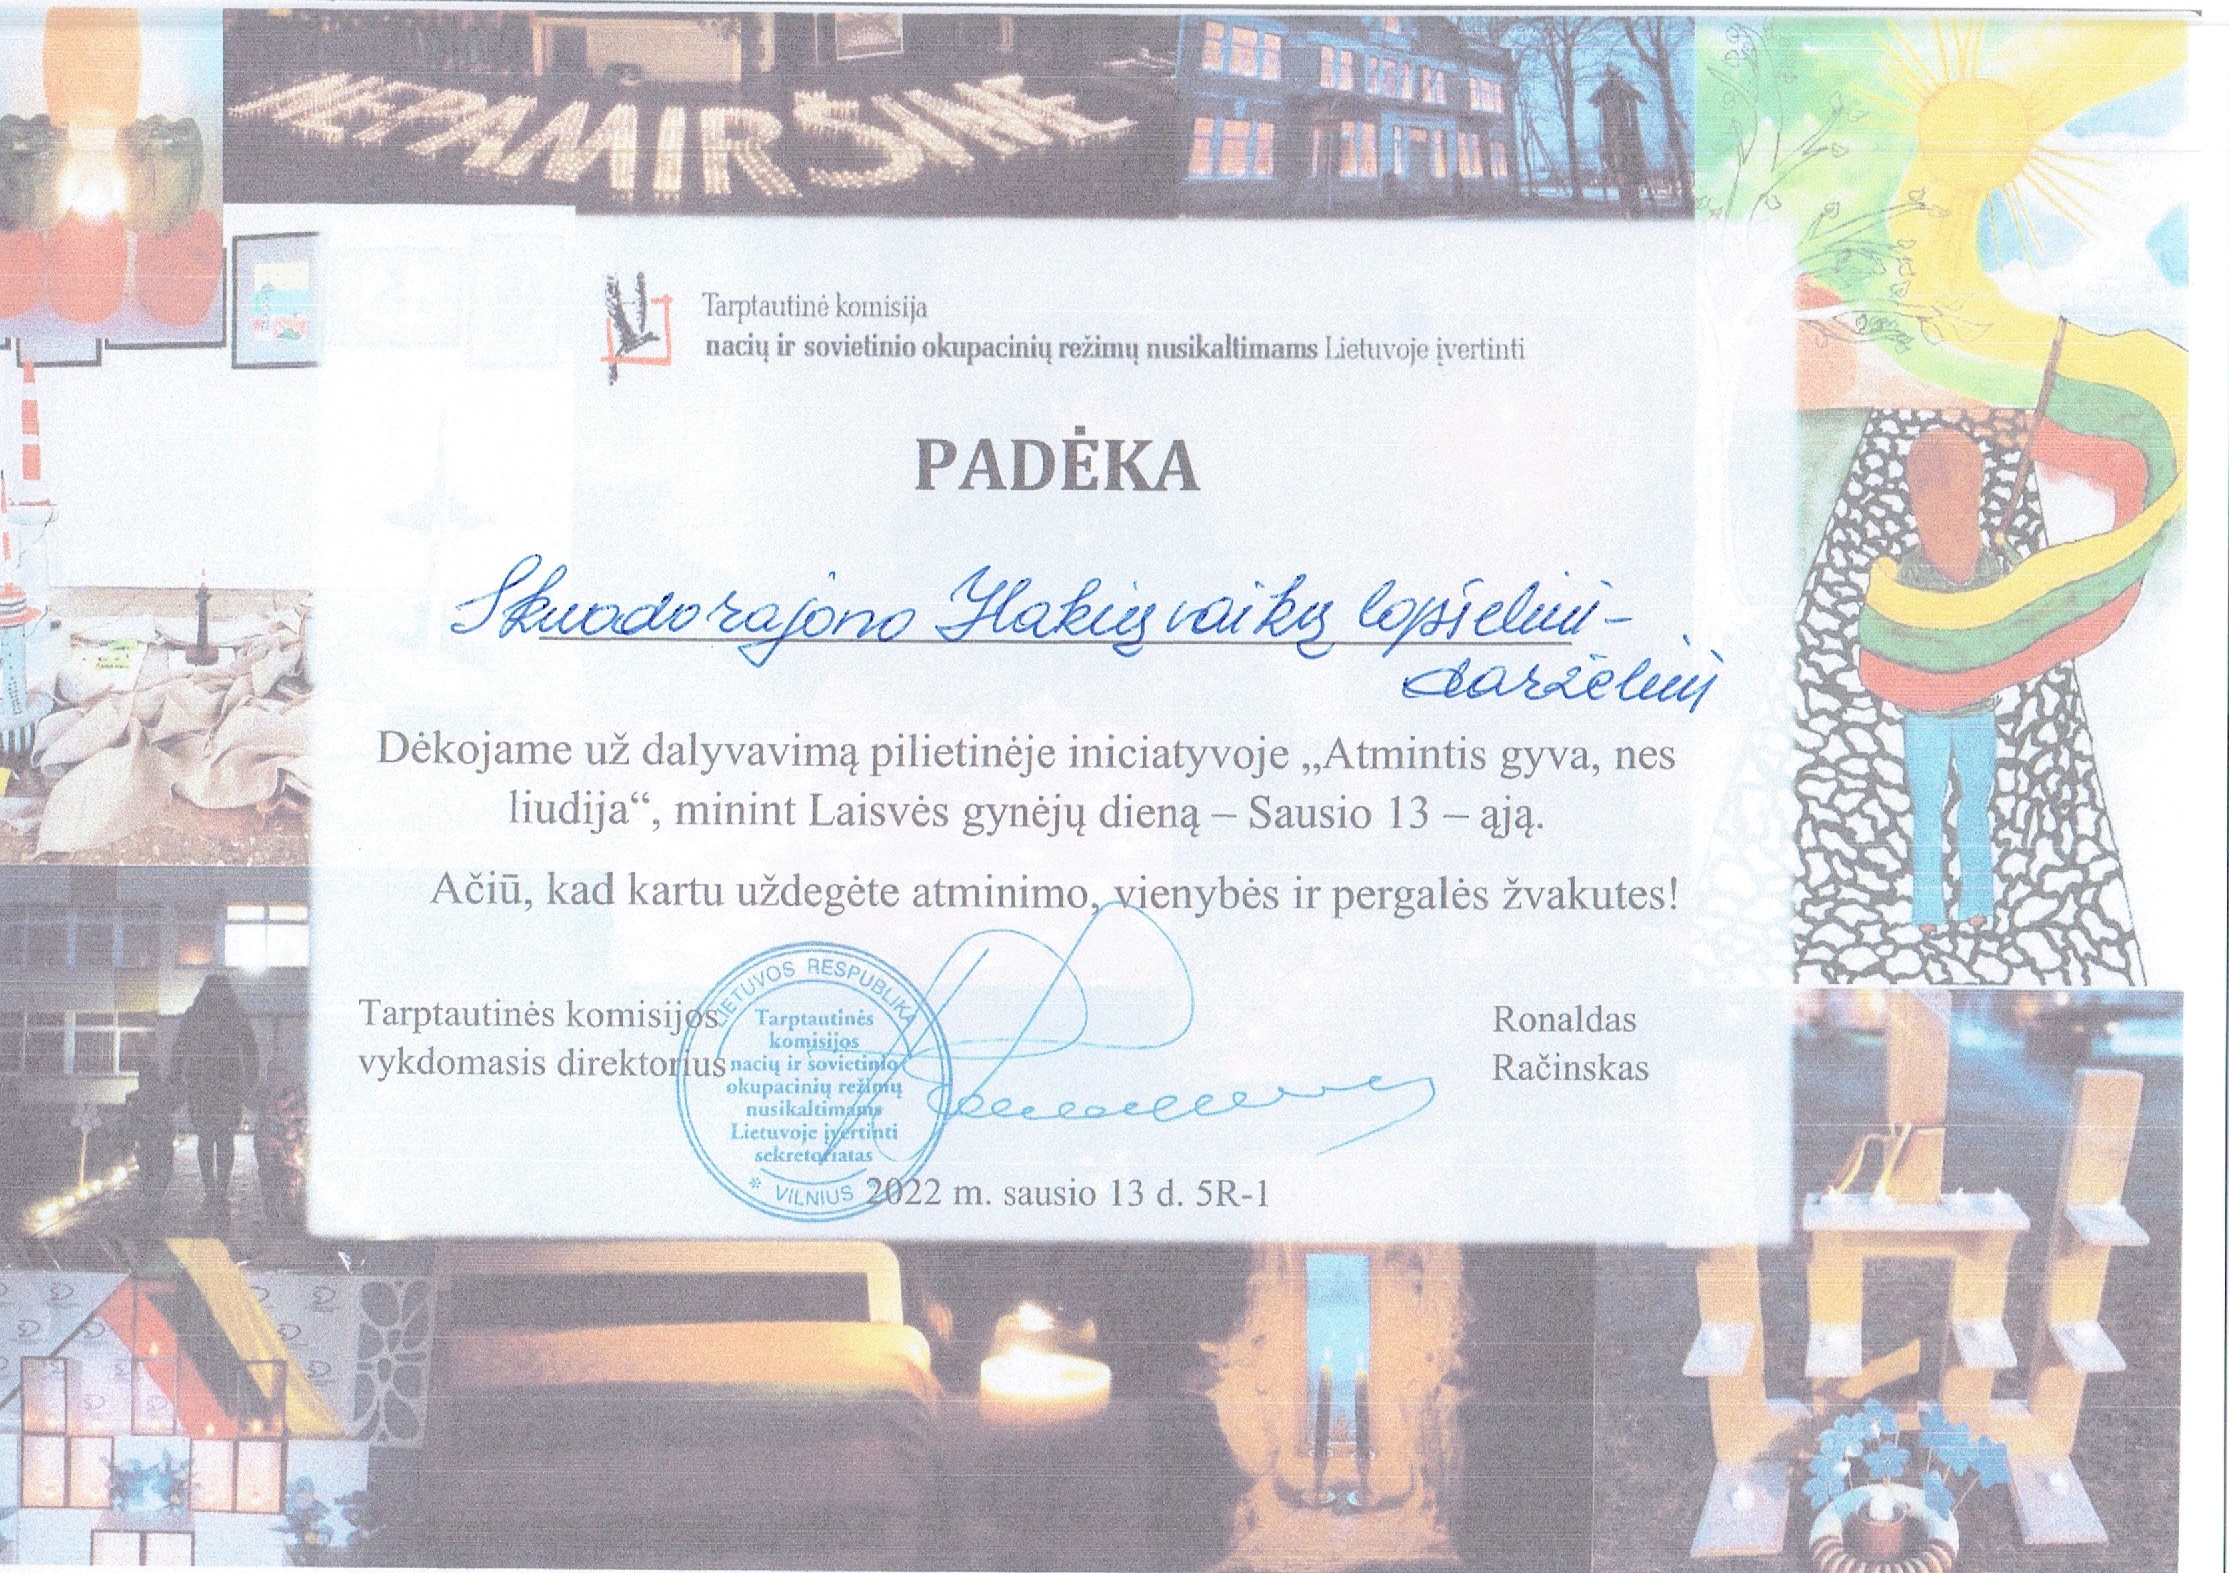 NEPAMIRŠIME
Tarptautinė komisija
nacių ir sovietinio okupacinių režimų nusikaltimams Lietuvoje įvertinti
PADĖKA
Skuodo rajono Ylakių vaikų lopšeliui-
darželiui
Dėkojame už dalyvavimą pilietinėje iniciatyvoje „Atmintis gyva, nes
liudija“, minint Laisvės gynėjų dieną – Sausio 13 – ąją.
Ačiū, kad kartu uždegėte atminimo, vienybės ir pergalės žvakutes!
Tarptautinės komisijos
vykdomasis direktorius
LIETUVOS RESPUBLIKA
Tarptautinės
komisijos
nacių ir sovietinio
okupacinių režimų
nusikaltimams
Lietuvoje įvertinti
sekretoriatas
* VILNIUS *
Ronaldas
Račinskas
2022 m. sausio 13 d. 5R-1